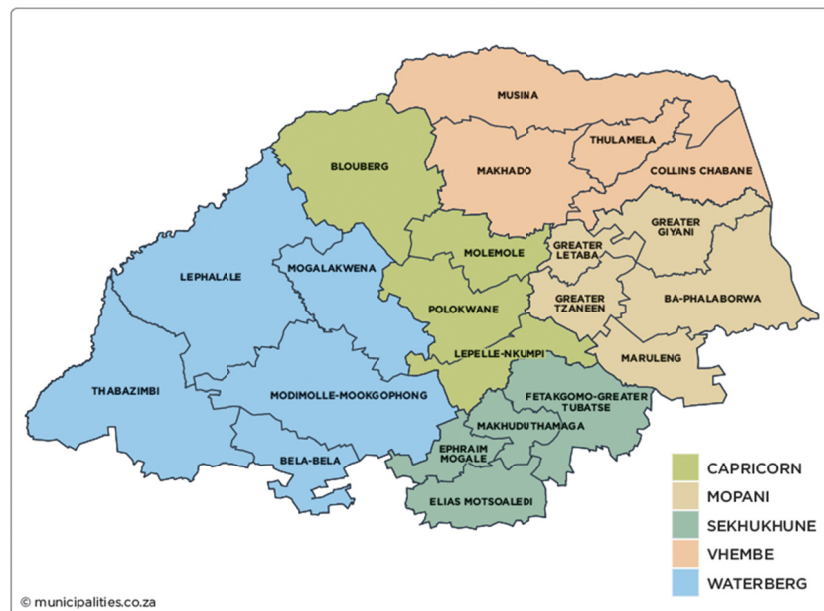 MUSINA
THULAMELA
BLOUBERG
MAKHADO
COLLINS CHABANE
GREATER
GIYANI
MOLEMOLE
GREATER
LETABA
LEPHALALE
MOGALAKWENA
POLOKWANE
GREATER
TZANEEN
BA-PHALABORWA
LEPELLE-NKUMPI
MARULENG
THABAZIMBI
MODIMOLLE-MOOKGOPHONG
FETAKGOMO-GREATER
TUBATSE
MAKHUDUTHAMAGA
EPHRAIM
MOGALE
BELA-BELA
ELIAS MOTSOALEDI
CAPRICORN
MOPANI
SEKHUKHUNE
VHEMBE
WATERBERG
© municipalities.co.za